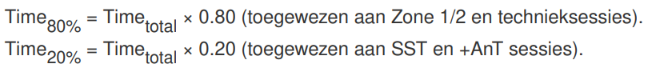 Time80% = Timetotal × 0.80 (toegewezen aan Zone 1/2 en technieksessies).
Time20% = Timetotal × 0.20 (toegewezen aan SST en +AnT sessies).